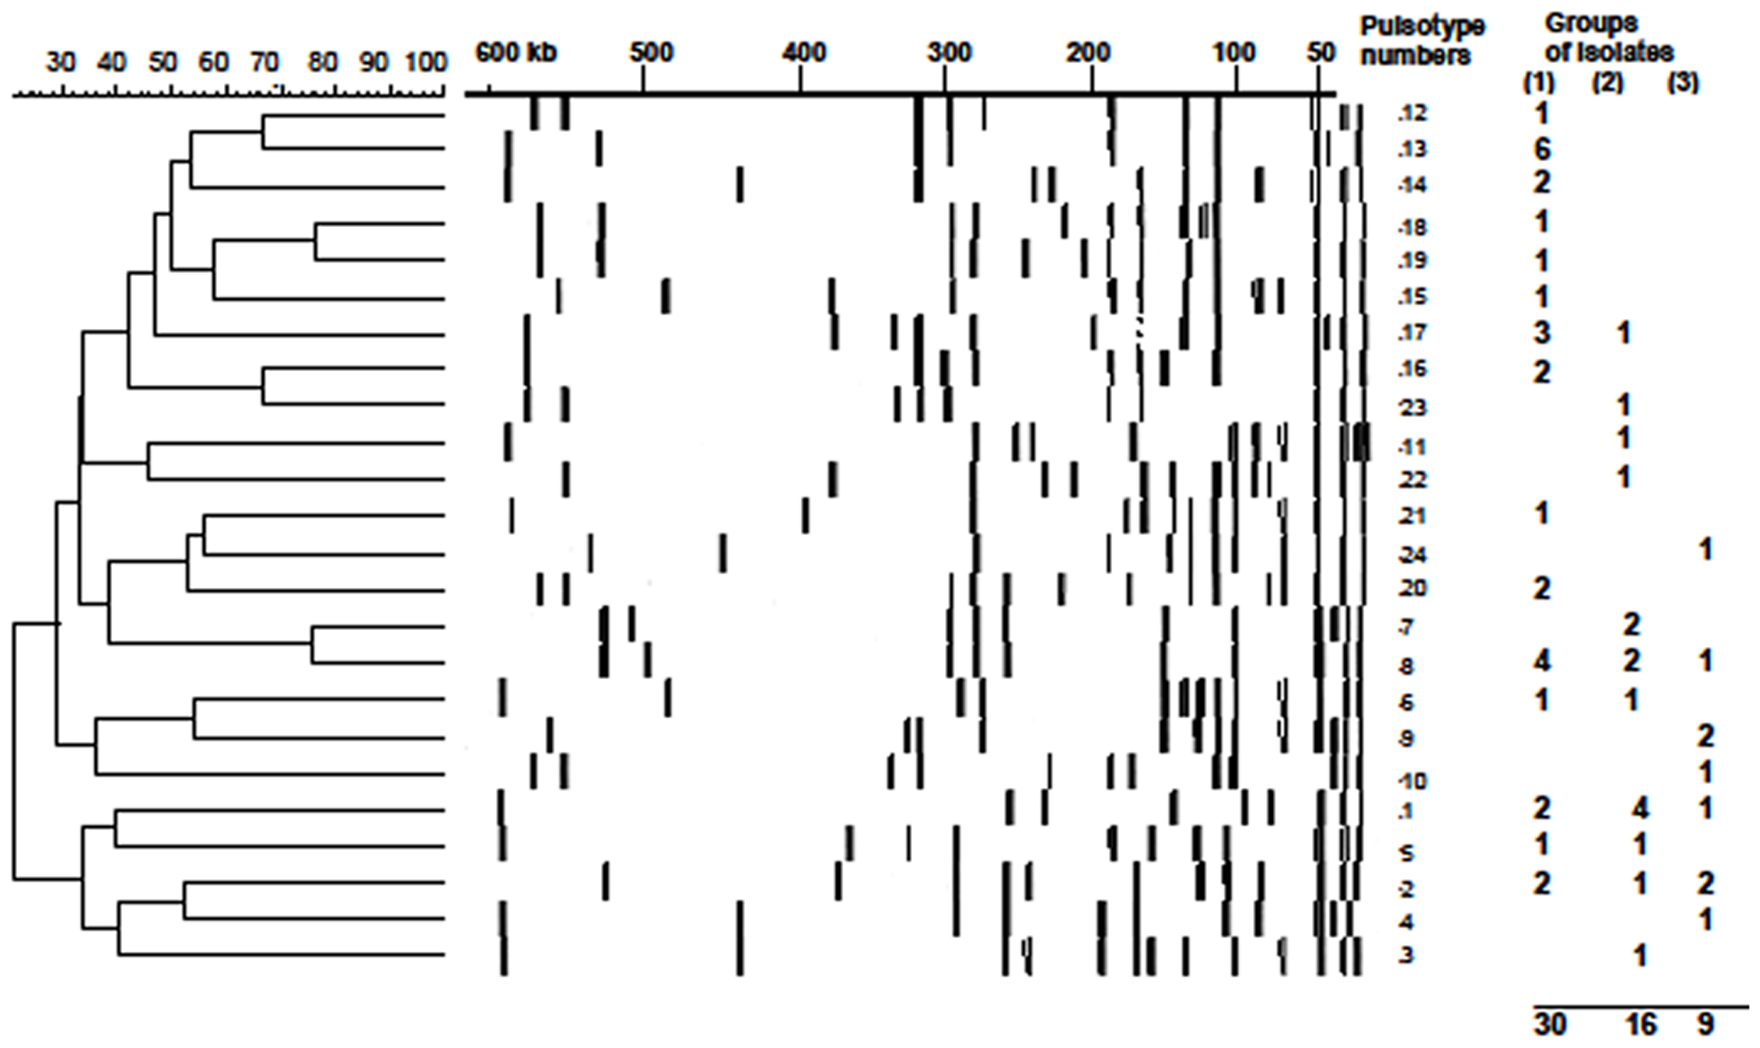 30 40 50 60 70 80 90 100
600 kb 500 400 300 200 100 50
Pulsotype numbers
Groups of isolates
(1) (2) (3)
.12 1
.13 6
-14 2
-18 1
.19 1
.15 1
.17 3 1
.16 2
23 1
-11 1
22 1
21 1
-24 1
20 2
-7 2
-8 4 2 1
-6 1 1
-9 2
-10 1
.1 2 4 1
5 1 1
-2 2 1 2
4 1
.3 1
30 16 9